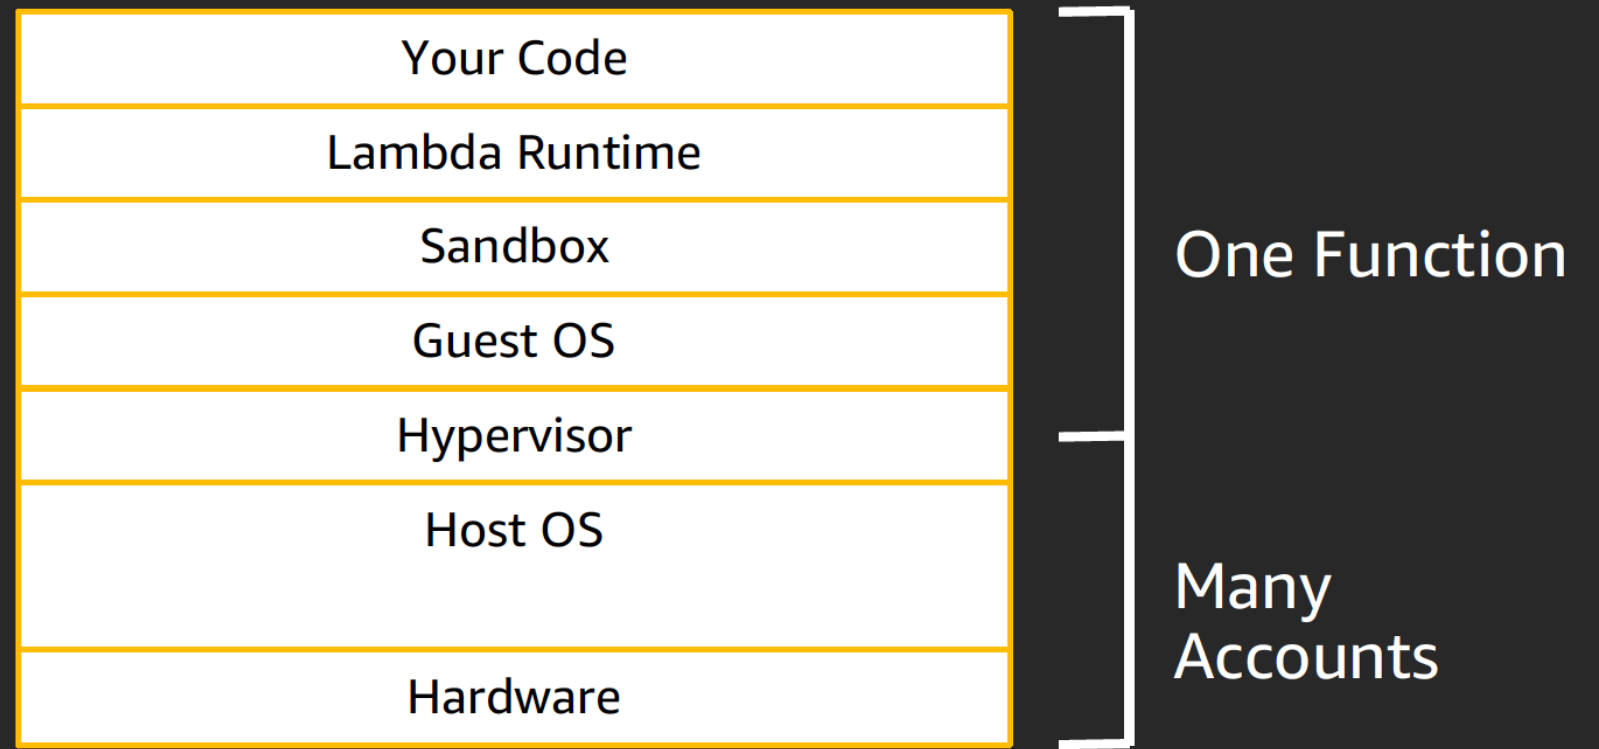 Your Code
Lambda Runtime
Sandbox
Guest OS
Hypervisor
Host OS
Hardware
One Function
Many
Accounts